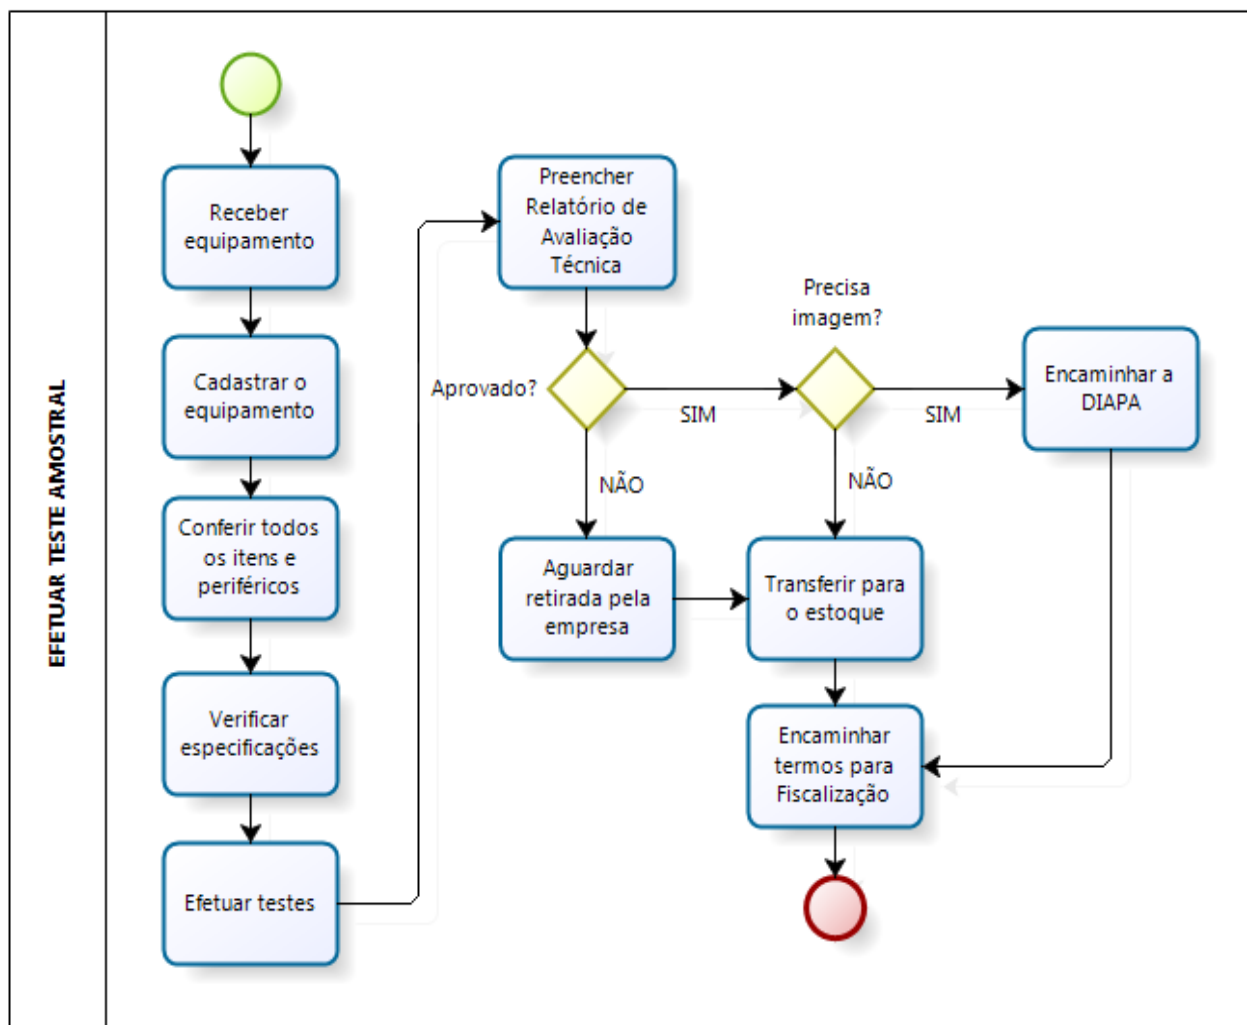 EFETUAR TESTE AMOSTRAL
Receber
equipamento
Cadastrar o
equipamento
Conferir todos
os itens e
periféricos
Verificar
especificações
Efetuar testes
Preencher
Relatório de
Avaliação
Técnica
Aprovado?
SIM
NÃO
Precisa
imagem?
SIM
NÃO
Encaminhar a
DIAPA
Aguardar
retirada pela
empresa
Transferir para
o estoque
Encaminhar
termos para
Fiscalização